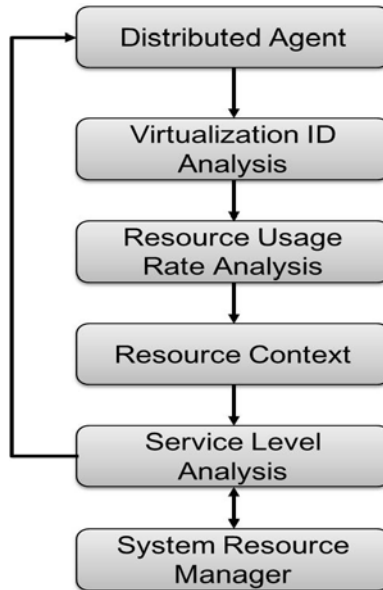 Distributed Agent
Virtualization ID
Analysis
Resource Usage
Rate Analysis
Resource Context
Service Level
Analysis
System Resource
Manager